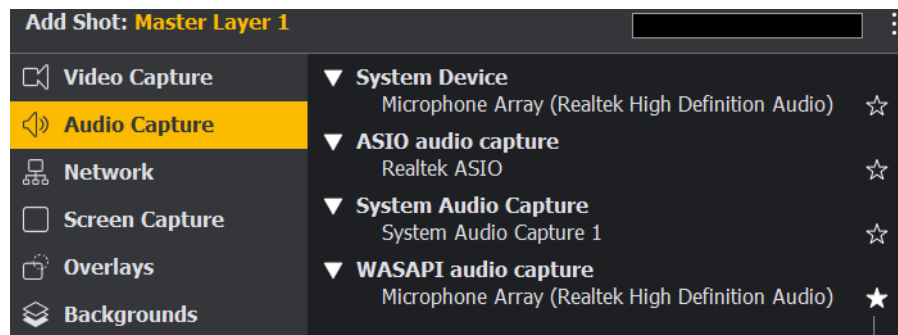 Add Shot: Master Layer 1
Video Capture
Audio Capture
Network
Screen Capture
Overlays
Backgrounds
System Device
Microphone Array (Realtek High Definition Audio)
ASIO audio capture
Realtek ASIO
System Audio Capture
System Audio Capture 1
WASAPI audio capture
Microphone Array (Realtek High Definition Audio)